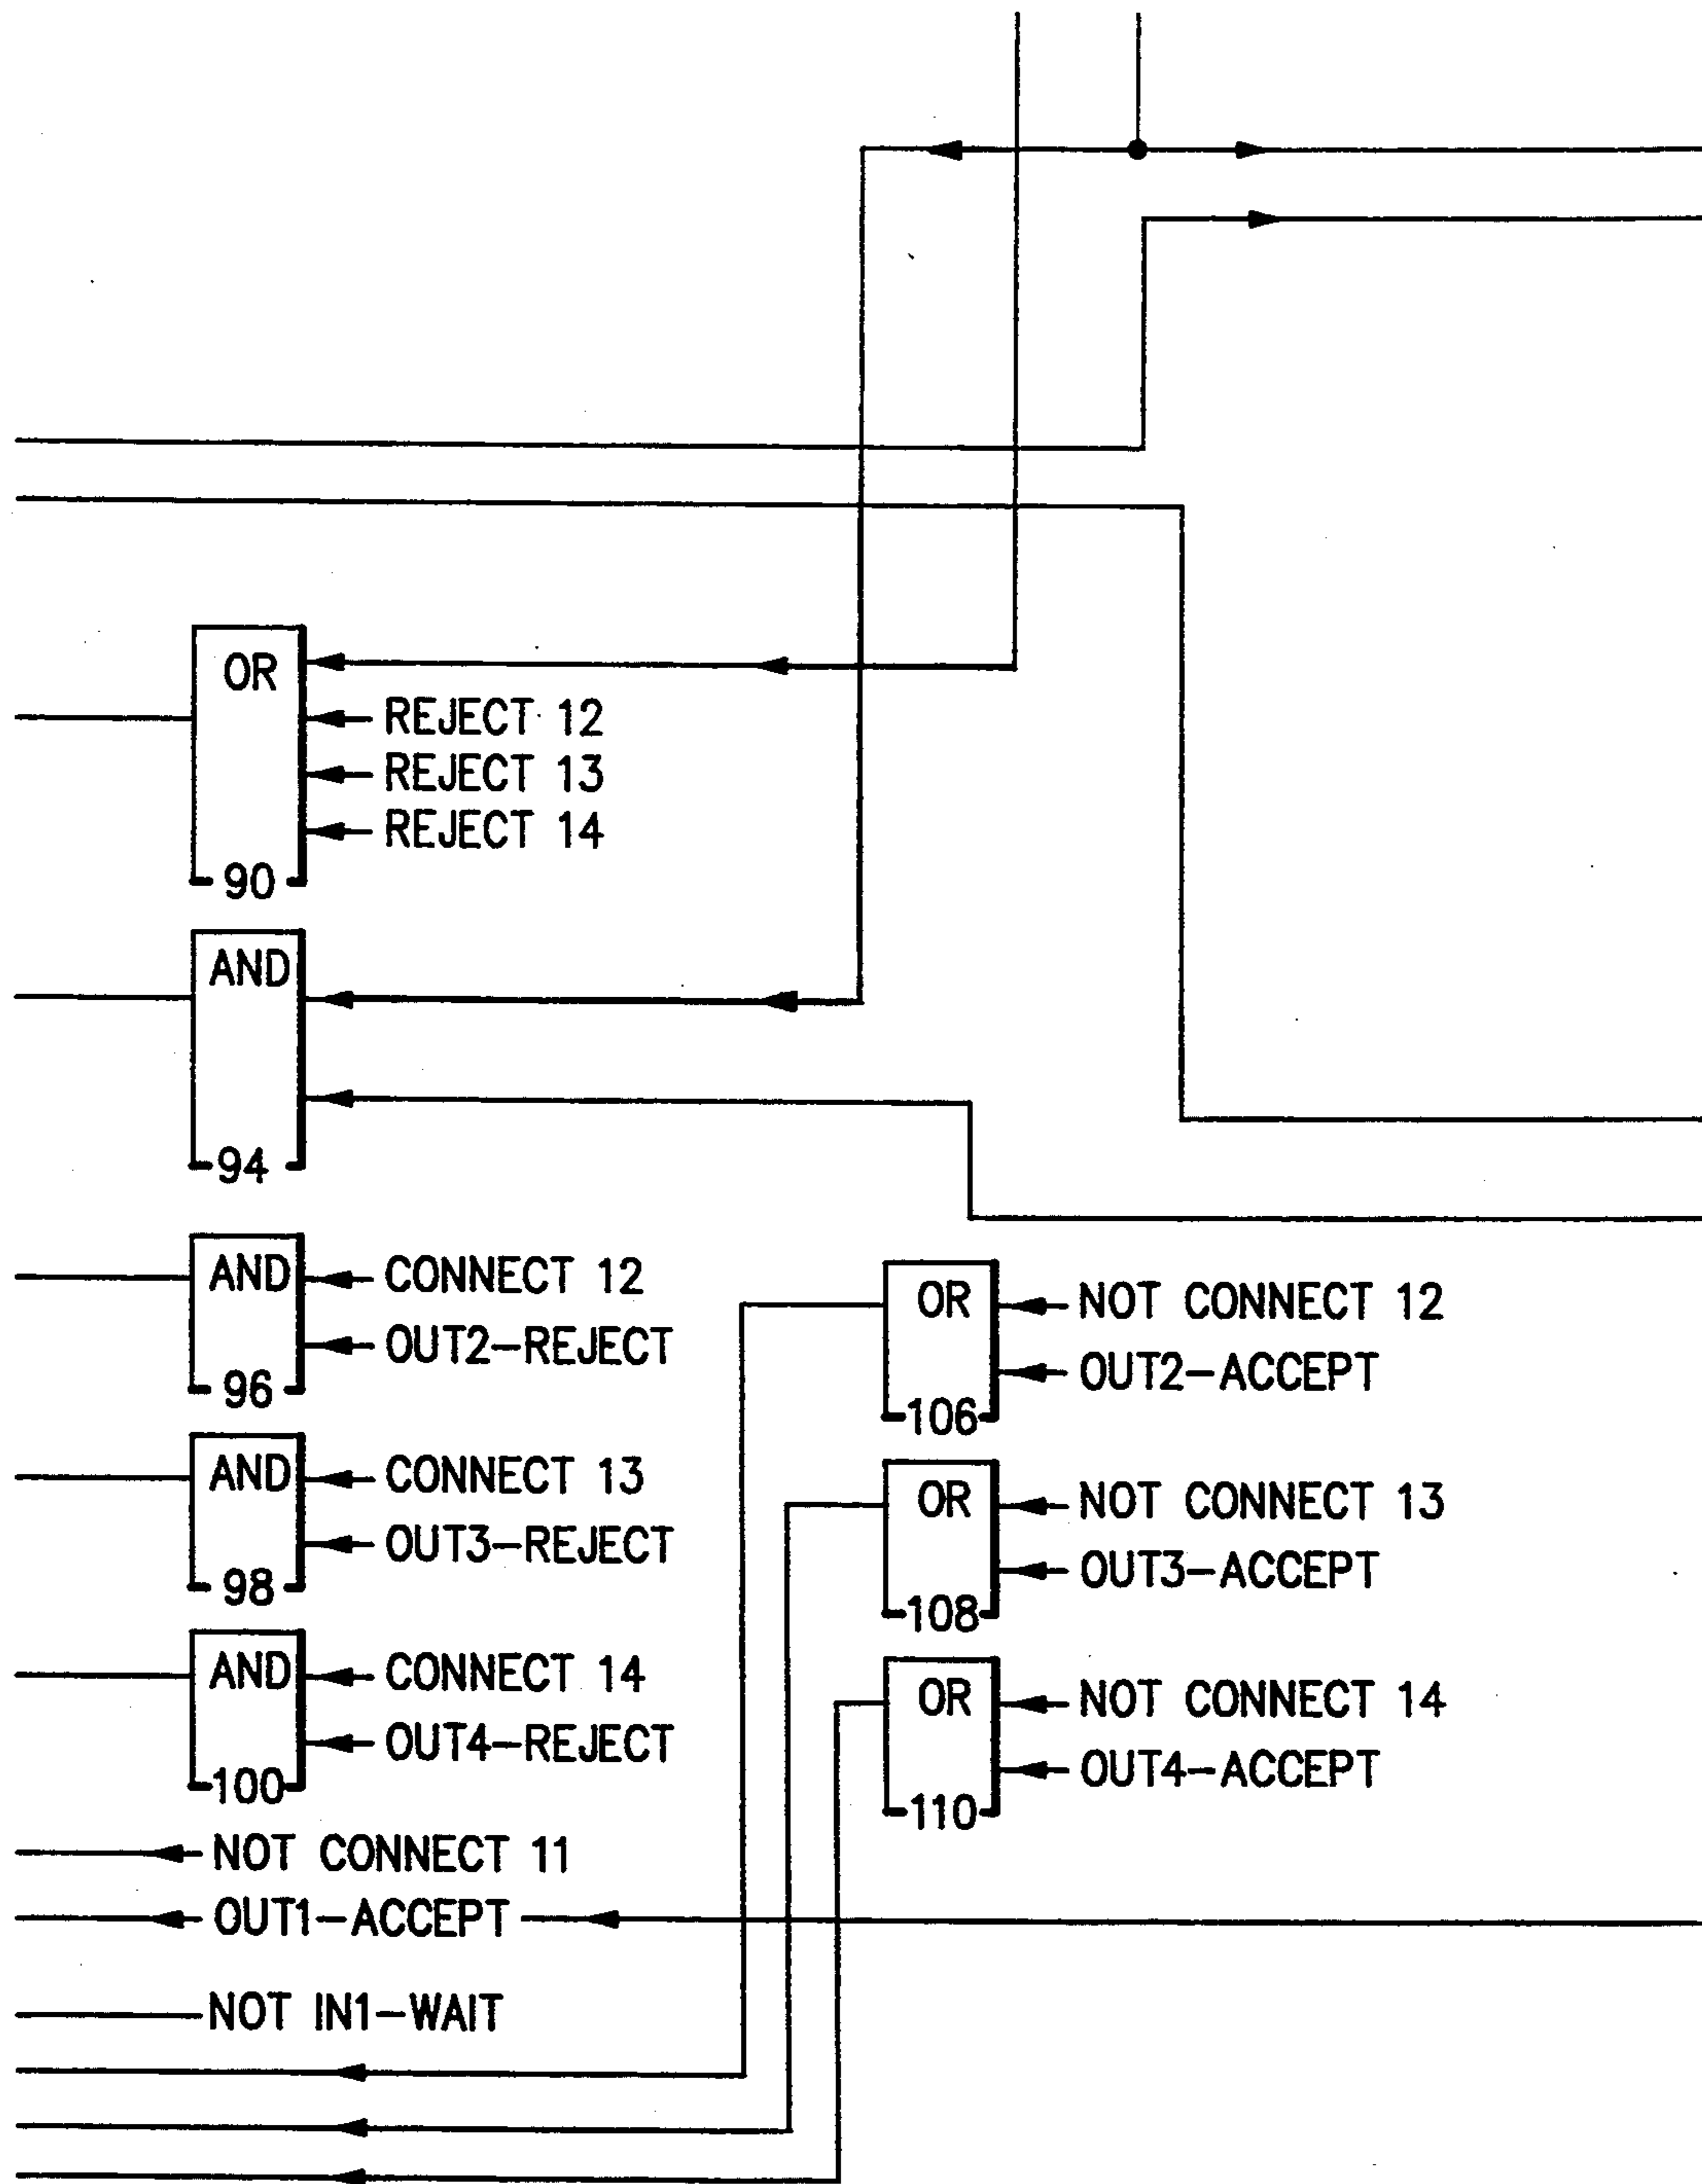 OR
REJECT 12
REJECT 13
REJECT 14
90
AND
94
AND
CONNECT 12
OUT2-REJECT
96
OR
NOT CONNECT 12
OUT2-ACCEPT
106
AND
CONNECT 13
OUT3-REJECT
98
OR
NOT CONNECT 13
OUT3-ACCEPT
108
AND
CONNECT 14
OUT4-REJECT
100
OR
NOT CONNECT 14
OUT4-ACCEPT
110
NOT CONNECT 11
OUT1-ACCEPT
NOT IN1-WAIT